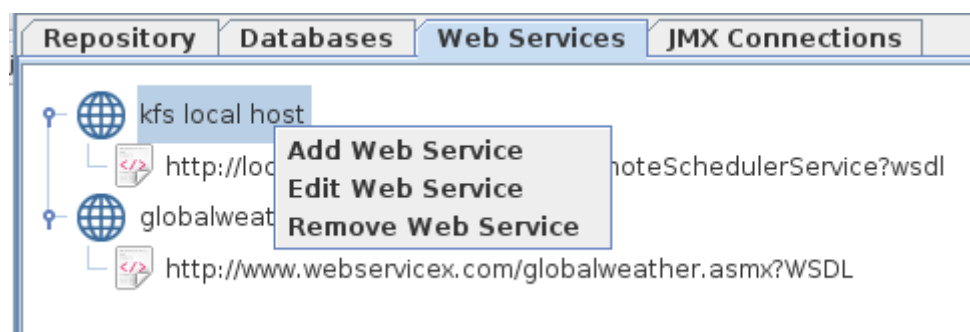 Repository Databases Web Services JMX Connections
kfs local host
Add Web Service
http://loc noteSchedulerService?wsdl
Edit Web Service
globalweat
Remove Web Service
http://www.webservicex.com/globalweather.asmx?WSDL